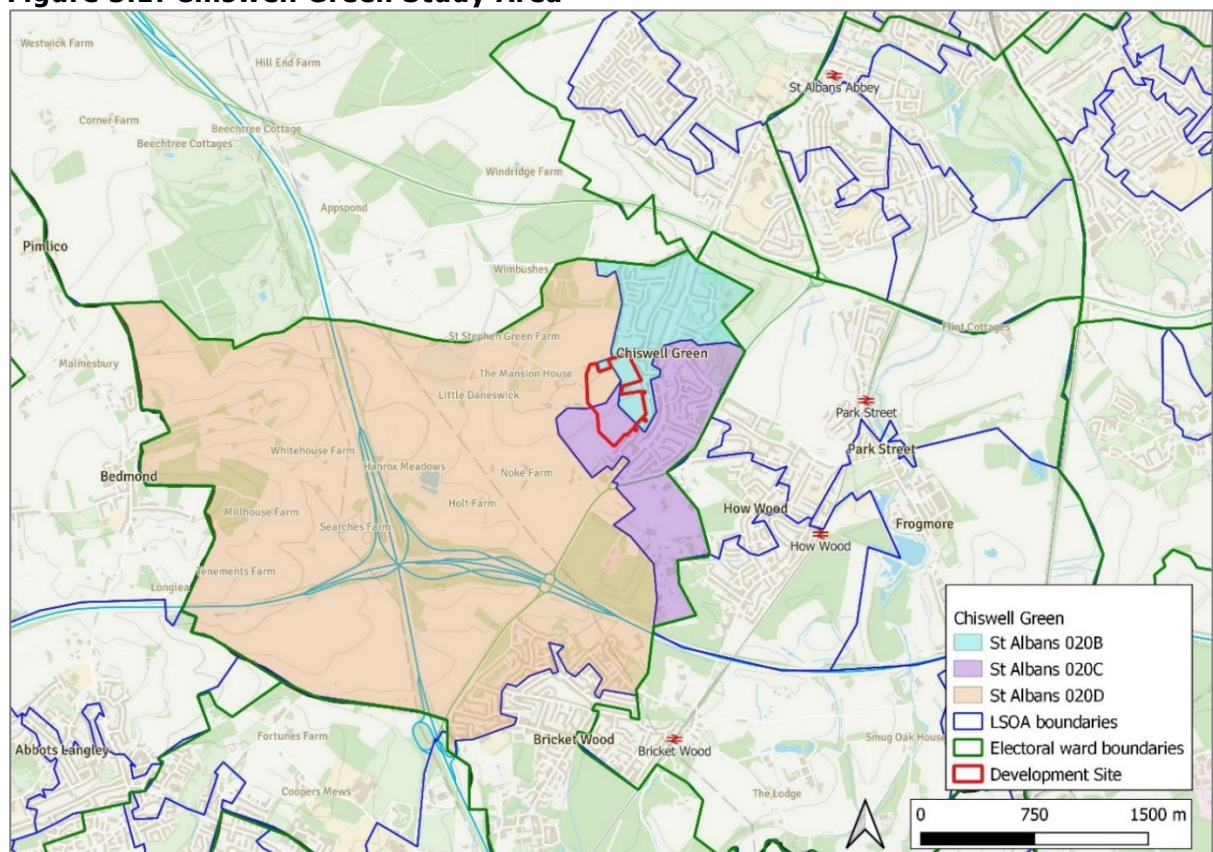 Figure 3.1: Chiswell Green Study Area
Westwick Farm
Hill End Farm
St Albans Abbey
Corner Farm
Beechtree Cottage
Beechtree Cottages
Windridge Farm
Appspond
Pimlico
Wimbushes
Flint Cottages
St Stephen Green Farm
Chiswell Green
Malmesbury
The Mansion House
Little Daneswick
Park Street
Park Street
Whitehouse Farm
Hanrox Meadows
Noke Farm
Bedmond
Holt Farm
How Wood
Millhouse Farm
Searches Farm
Frogmore
How Wood
Tenements Farm
Longlea
Chiswell Green
St Albans 020B
St Albans 020C
St Albans 020D
LSOA boundaries
Electoral ward boundaries
Development Site
Fortunes Farm
Bricket Wood
Bricket Wood
Smug Oak House
Abbots Langley
Coopers Mews
The Lodge
0 750 1500 m